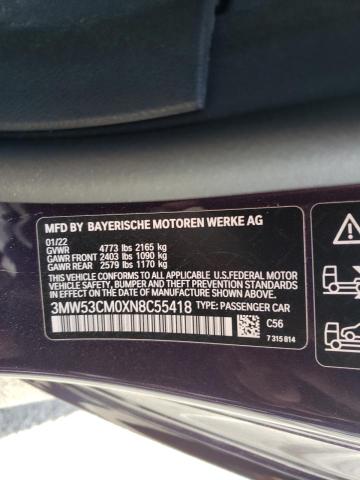 MFD BY BAYERISCHE MOTOREN WERKE AG
01/22
GVWR 4773 lbs 2165 kg
GAWR FRONT 2403 lbs 1090 kg
GAWR REAR 2579 lbs 1170 kg
THIS VEHICLE CONFORMS TO ALL APPLICABLE U.S. FEDERAL MOTOR
VEHICLE SAFETY, BUMPER, AND THEFT PREVENTION STANDARDS
IN EFFECT ON THE DATE OF MANUFACTURE SHOWN ABOVE.
3MW53CM0XN8C55418 TYPE: PASSENGER CAR
C56
7 315 814